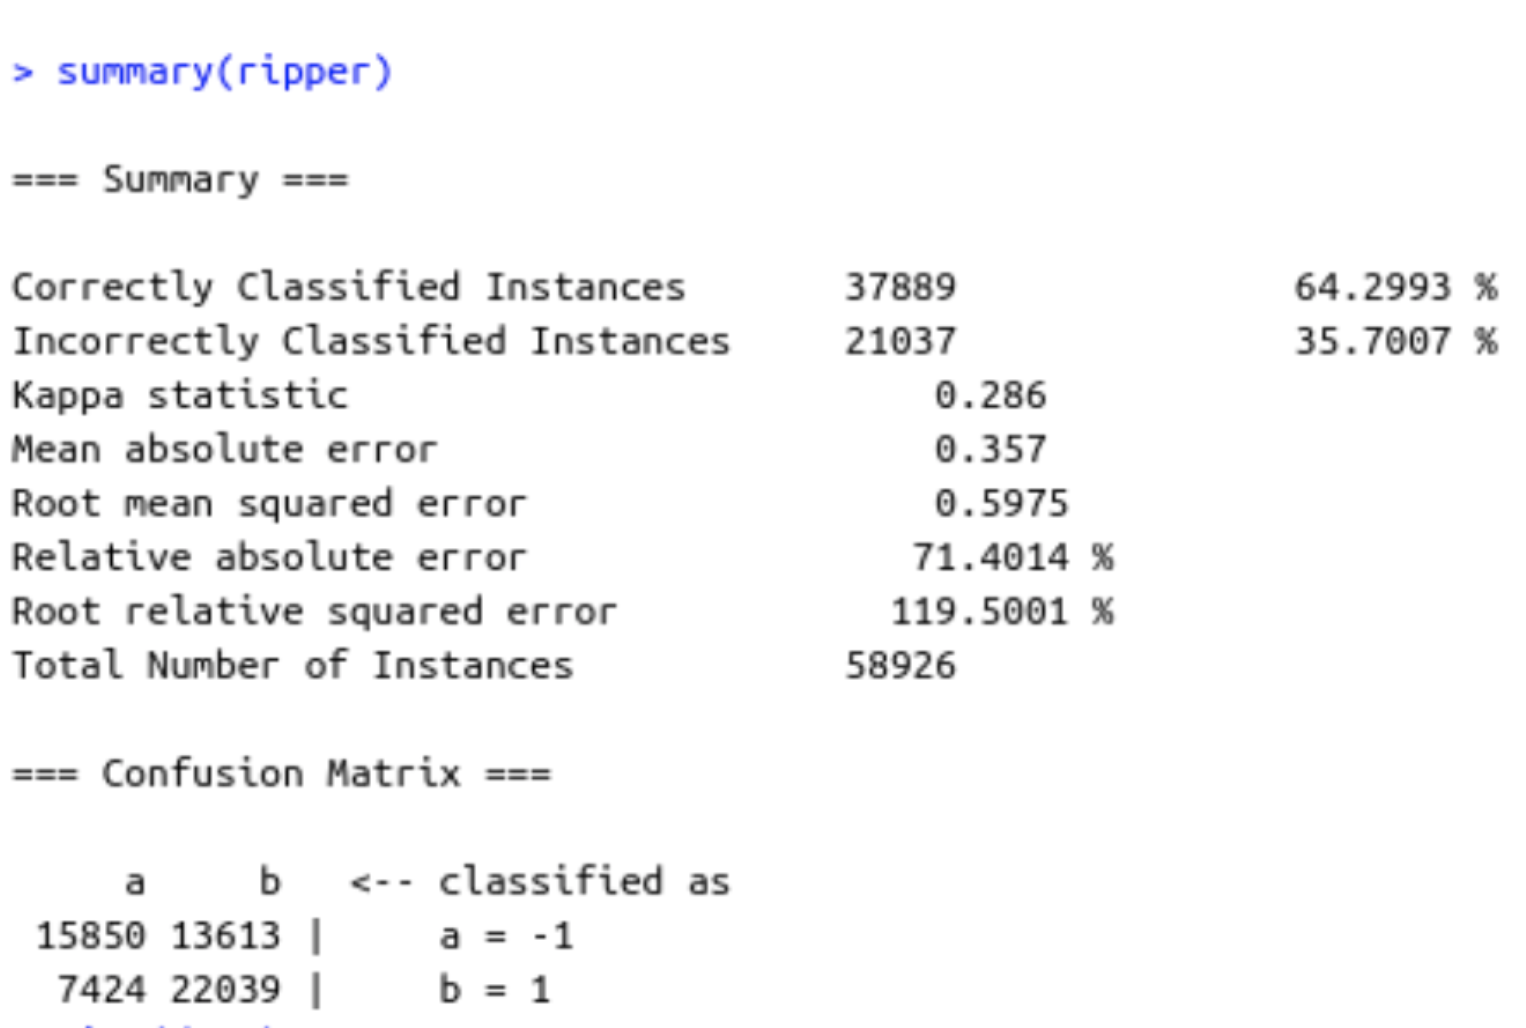 > summary(ripper)
=== Summary ===
Correctly Classified Instances 37889 64.2993 %
Incorrectly Classified Instances 21037 35.7007 %
Kappa statistic 0.286
Mean absolute error 0.357
Root mean squared error 0.5975
Relative absolute error 71.4014 %
Root relative squared error 119.5001 %
Total Number of Instances 58926
=== Confusion Matrix ===
a b <-- classified as
15850 13613 | a = -1
7424 22039 | b = 1